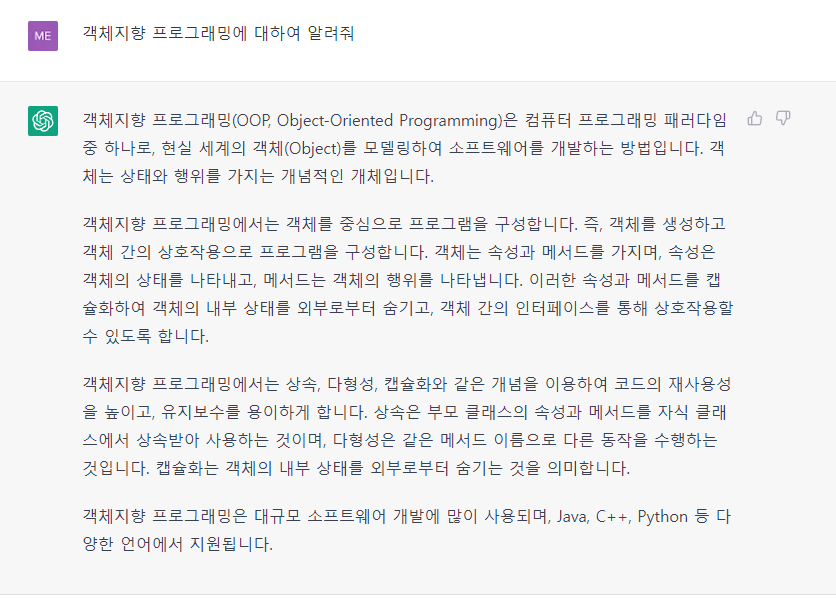 ME
객체지향 프로그래밍에 대하여 알려줘
객체지향 프로그래밍(OOP, Object-Oriented Programming)은 컴퓨터 프로그래밍 패러다임
중 하나로, 현실 세계의 객체(Object)를 모델링하여 소프트웨어를 개발하는 방법입니다. 객
체는 상태와 행위를 가지는 개념적인 개체입니다.
객체지향 프로그래밍에서는 객체를 중심으로 프로그램을 구성합니다. 즉, 객체를 생성하고
객체 간의 상호작용으로 프로그램을 구성합니다. 객체는 속성과 메서드를 가지며, 속성은
객체의 상태를 나타내고, 메서드는 객체의 행위를 나타냅니다. 이러한 속성과 메서드를 캡
슐화하여 객체의 내부 상태를 외부로부터 숨기고, 객체 간의 인터페이스를 통해 상호작용할
수 있도록 합니다.
객체지향 프로그래밍에서는 상속, 다형성, 캡슐화와 같은 개념을 이용하여 코드의 재사용성
을 높이고, 유지보수를 용이하게 합니다. 상속은 부모 클래스의 속성과 메서드를 자식 클래
스에서 상속받아 사용하는 것이며, 다형성은 같은 메서드 이름으로 다른 동작을 수행하는
것입니다. 캡슐화는 객체의 내부 상태를 외부로부터 숨기는 것을 의미합니다.
객체지향 프로그래밍은 대규모 소프트웨어 개발에 많이 사용되며, Java, C++, Python 등 다
양한 언어에서 지원됩니다.